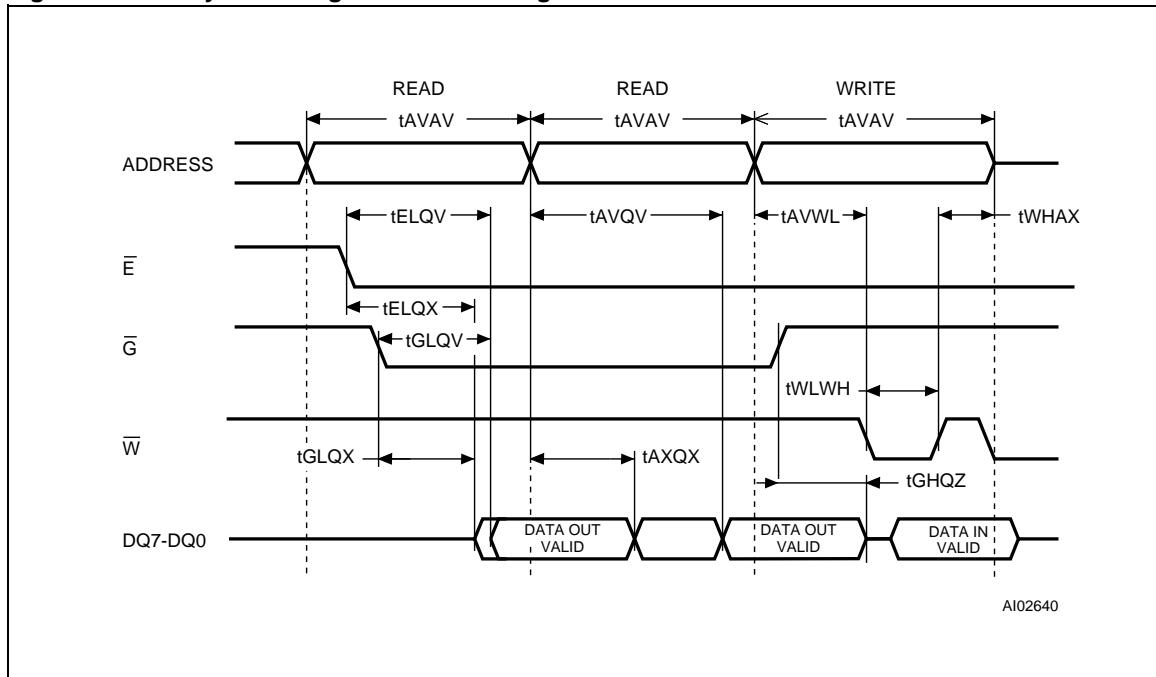 READ READ WRITE
tAVAV tAVAV tAVAV
ADDRESS
tELQV tAVQV tAVWL tWHAX
E
tELQX
tGLQV
G
tWLWH
W
tGLQX tAXQX
tGHQZ
DQ7-DQ0 DATA OUT VALID DATA OUT VALID DATA IN VALID
AI02640